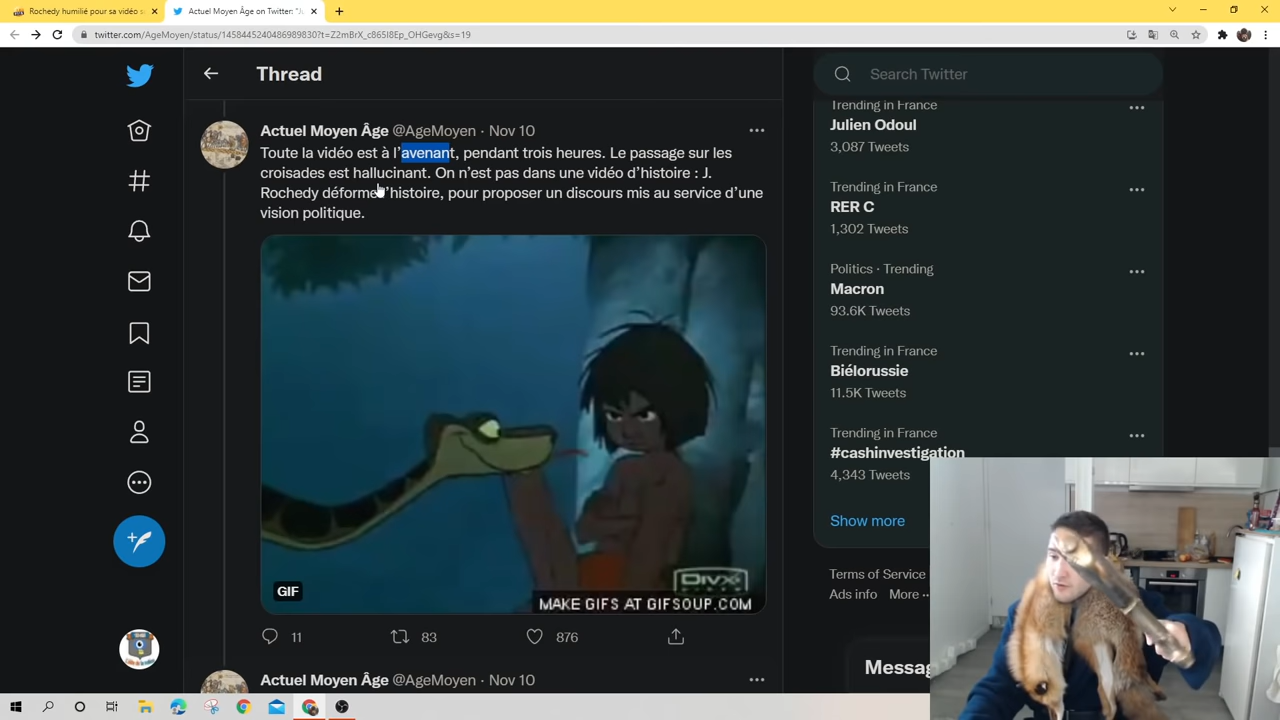 Rochedy humilié pour sa vidéo s
Actuel Moyen Âge on Twitter: "J
twitter.com/AgeMoyen/status/1458445240486989830?t=Z2mBrX_c865I8Ep_OHGevg&s=19
Thread
Search Twitter
Actuel Moyen Âge @AgeMoyen · Nov 10
Toute la vidéo est à l'avenant, pendant trois heures. Le passage sur les
croisades est hallucinant. On n'est pas dans une vidéo d'histoire : J.
Rochedy déforme l'histoire, pour proposer un discours mis au service d'une
vision politique.
DIVX
GIF
MAKE GIFS AT GIFSOUP.COM
11
83
876
Actuel Moyen Âge @AgeMoyen · Nov 10
Trending in France
Julien Odoul
3,087 Tweets
Trending in France
RER C
1,302 Tweets
Politics · Trending
Macron
93.6K Tweets
Trending in France
Biélorussie
11.5K Tweets
Trending in France
#cashinvestigation
4,343 Tweets
Show more
Terms of Service
Ads info More ··
Messag